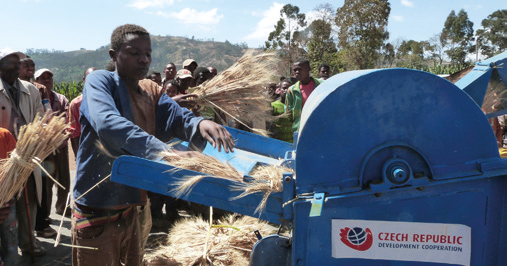 CZECH REPUBLIC
DEVELOPMENT COOPERATION